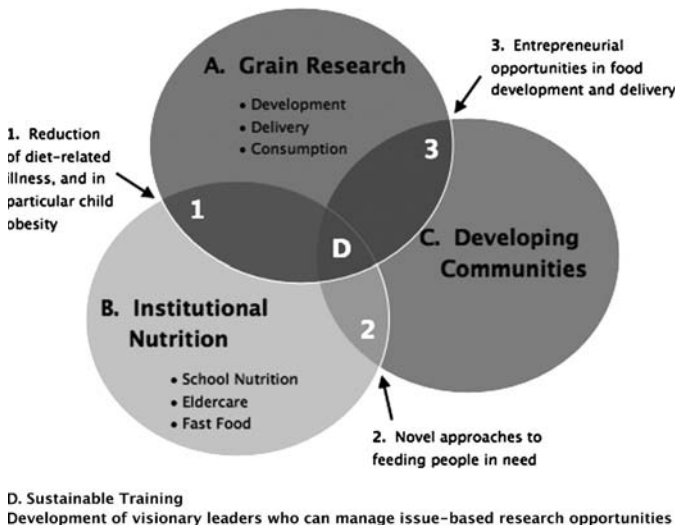 A. Grain Research
• Development
• Delivery
• Consumption
3. Entrepreneurial
opportunities in food
development and delivery
1. Reduction
of diet-related
illness, and in
particular child
obesity
3
1
D
C. Developing
Communities
B. Institutional
Nutrition
2
• School Nutrition
• Eldercare
• Fast Food
2. Novel approaches to
feeding people in need
D. Sustainable Training
Development of visionary leaders who can manage issue-based research opportunities